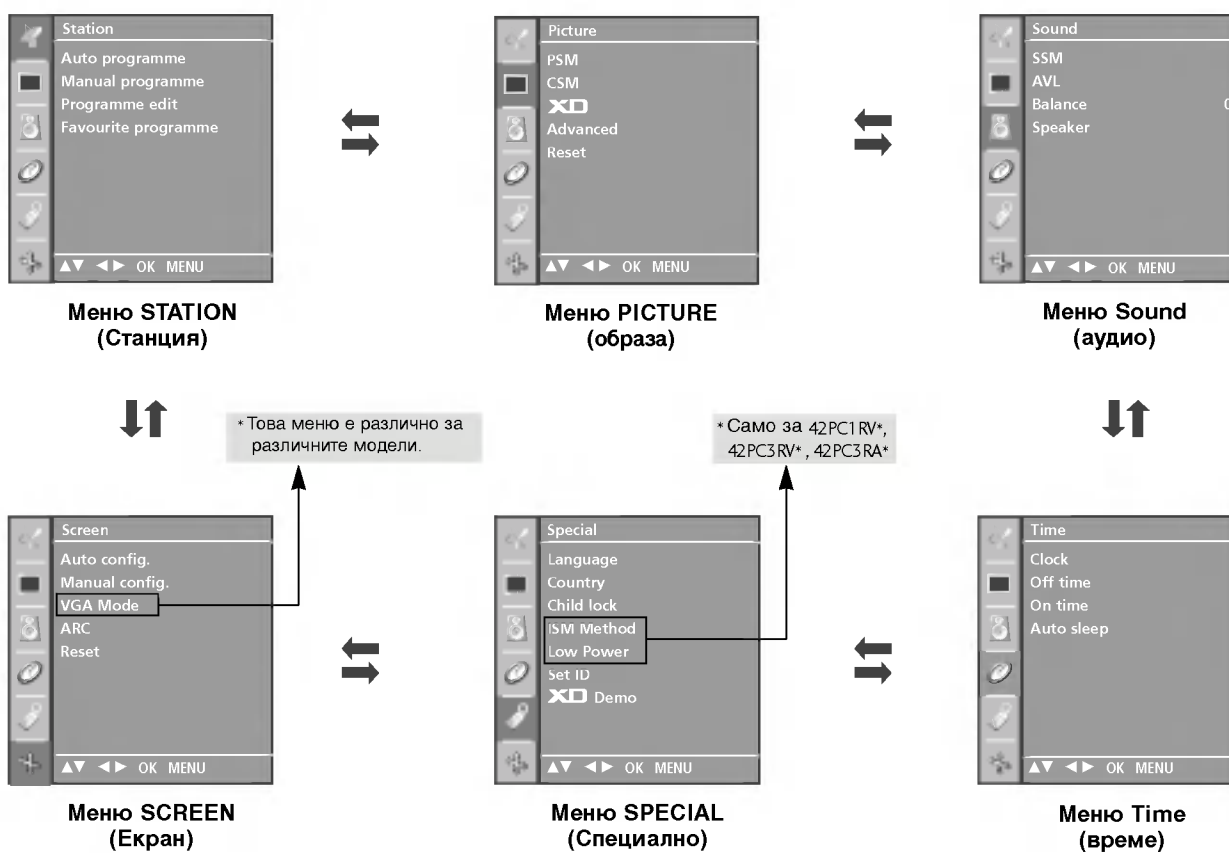 Station
Auto programme
Manual programme
Programme edit
Favourite programme
▲▼ ◄► OK MENU
Меню STATION
(Станция)
Picture
PSM
CSM
XD
Advanced
Reset
▲▼ ◄► OK MENU
Меню PICTURE
(образа)
Sound
SSM
AVL
Balance 0
Speaker
▲▼ ◄► OK MENU
Меню Sound
(аудио)
* Това меню е различно за
различните модели.
* Само за 42PC1RV*,
42PC3RV* , 42PC3RA*
Screen
Auto config.
Manual config.
VGA Mode
ARC
Reset
▲▼ ◄► OK MENU
Меню SCREEN
(Екран)
Special
Language
Country
Child lock
ISM Method
Low Power
Set ID
XD Demo
▲▼ ◄► OK MENU
Меню SPECIAL
(Специално)
Time
Clock
Off time
On time
Auto sleep
▲▼ ◄► OK MENU
Меню Time
(време)